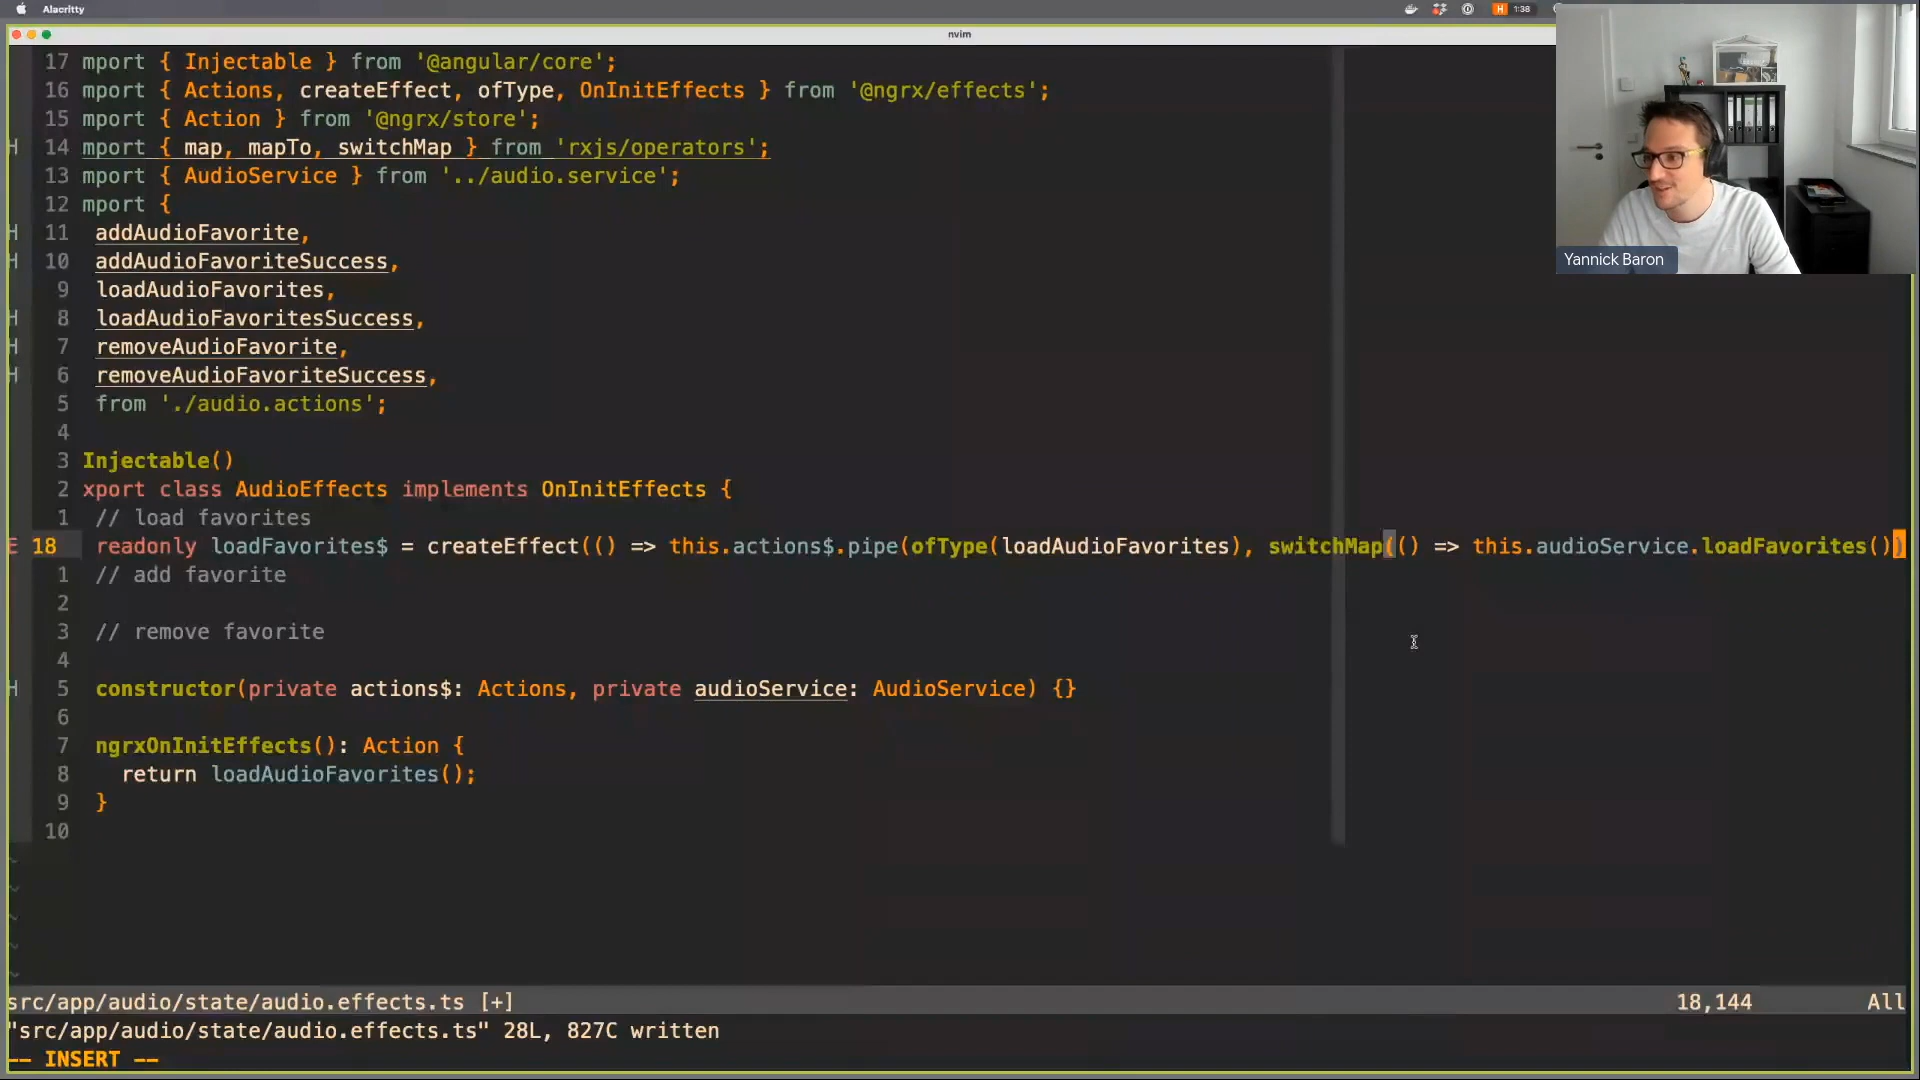 Alacritty
1:38
nvim
17 mport { Injectable } from '@angular/core';
16 mport { Actions, createEffect, ofType, OnInitEffects } from '@ngrx/effects';
15 mport { Action } from '@ngrx/store';
H 14 mport { map, mapTo, switchMap } from 'rxjs/operators';
13 mport { AudioService } from '../audio.service';
12 mport {
H 11 addAudioFavorite,
H 10 addAudioFavoriteSuccess,
9 loadAudioFavorites,
H 8 loadAudioFavoritesSuccess,
H 7 removeAudioFavorite,
H 6 removeAudioFavoriteSuccess,
5 from './audio.actions';
4
3 Injectable()
2 xport class AudioEffects implements OnInitEffects {
1 // load favorites
E 18 readonly loadFavorites$ = createEffect(() => this.actions$.pipe(ofType(loadAudioFavorites), switchMap(() => this.audioService.loadFavorites())
1 // add favorite
2
3 // remove favorite
4
H 5 constructor(private actions$: Actions, private audioService: AudioService) {}
6
7 ngrxOnInitEffects(): Action {
8 return loadAudioFavorites();
9 }
10
~
~
~
~
~
src/app/audio/state/audio.effects.ts [+] 18,144 All
"src/app/audio/state/audio.effects.ts" 28L, 827C written
-- INSERT --
Yannick Baron